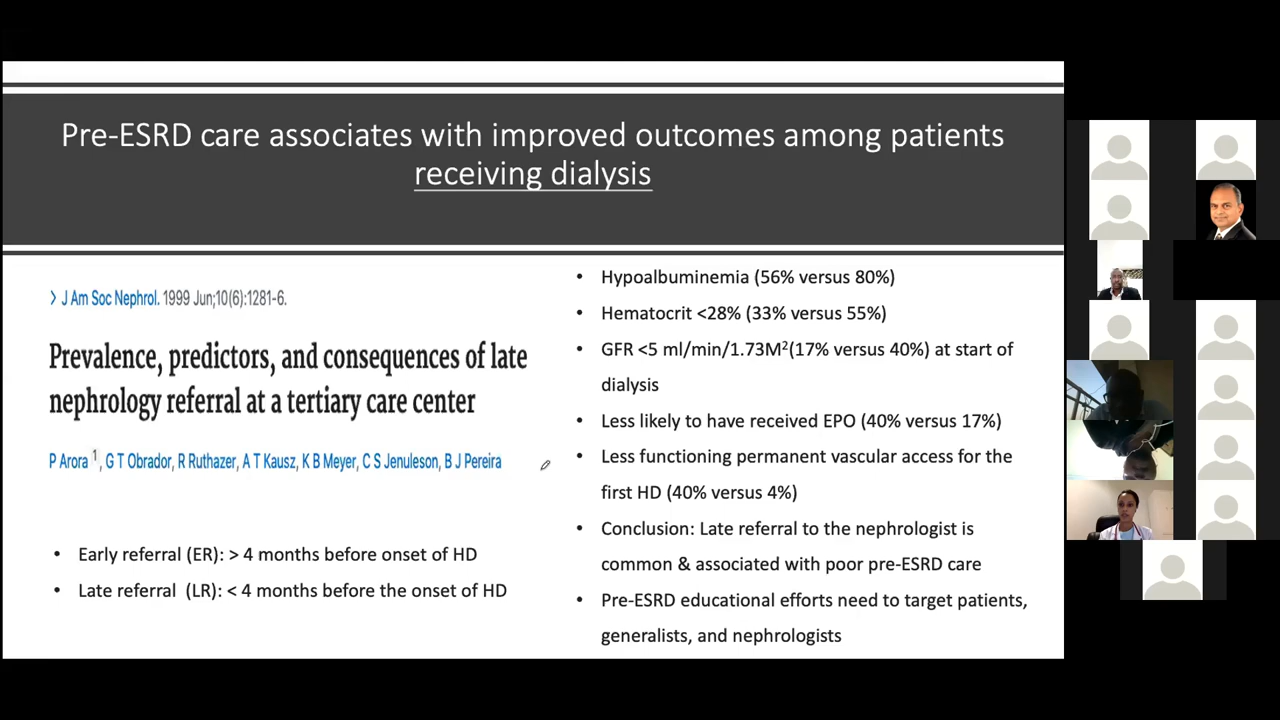 Pre-ESRD care associates with improved outcomes among patients
receiving dialysis
> J Am Soc Nephrol. 1999 Jun;10(6):1281-6.
Prevalence, predictors, and consequences of late
nephrology referral at a tertiary care center
P Arora 1, G T Obrador, R Ruthazer, A T Kausz, K B Meyer, C S Jenuleson, B J Pereira
• Early referral (ER): > 4 months before onset of HD
• Late referral (LR): < 4 months before the onset of HD
• Hypoalbuminemia (56% versus 80%)
• Hematocrit <28% (33% versus 55%)
• GFR <5 ml/min/1.73M²(17% versus 40%) at start of
dialysis
• Less likely to have received EPO (40% versus 17%)
• Less functioning permanent vascular access for the
first HD (40% versus 4%)
• Conclusion: Late referral to the nephrologist is
common & associated with poor pre-ESRD care
• Pre-ESRD educational efforts need to target patients,
generalists, and nephrologists